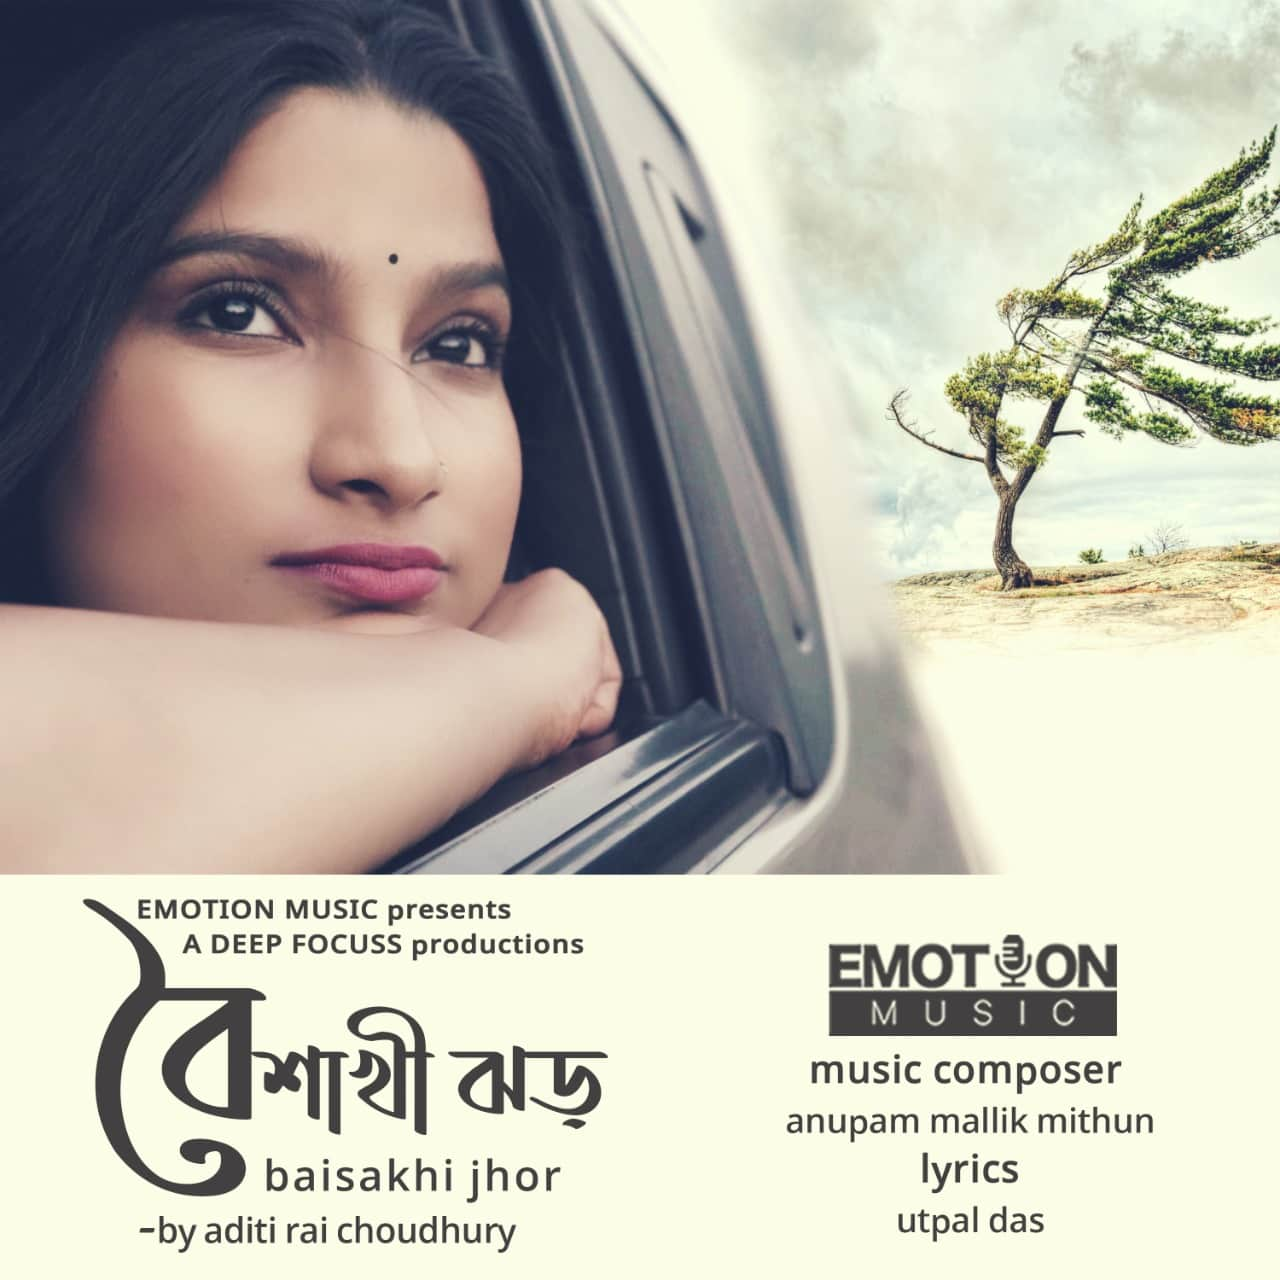 EMOTION MUSIC presents
A DEEP FOCUSS productions
বৈশাখী ঝড়
baisakhi jhor
-by aditi rai choudhury
EMOTION
MUSIC
music composer
anupam mallik mithun
lyrics
utpal das